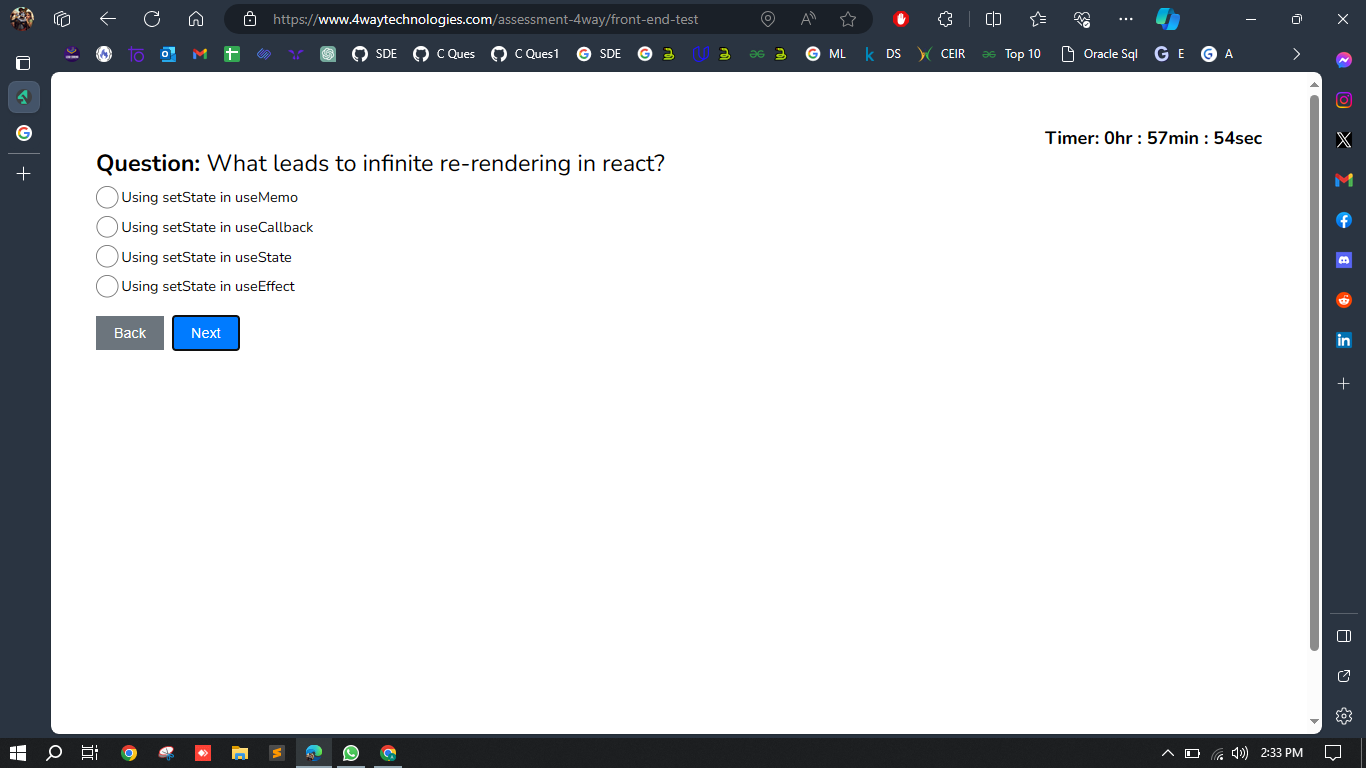 https://www.4waytechnologies.com/assessment-4way/front-end-test
SDE
C Ques
C Ques1
SDE
ML
DS
CEIR
Top 10
Oracle Sql
E
A
Timer: 0hr : 57min : 54sec
Question: What leads to infinite re-rendering in react?
Using setState in useMemo
Using setState in useCallback
Using setState in useState
Using setState in useEffect
Back
Next
2:33 PM